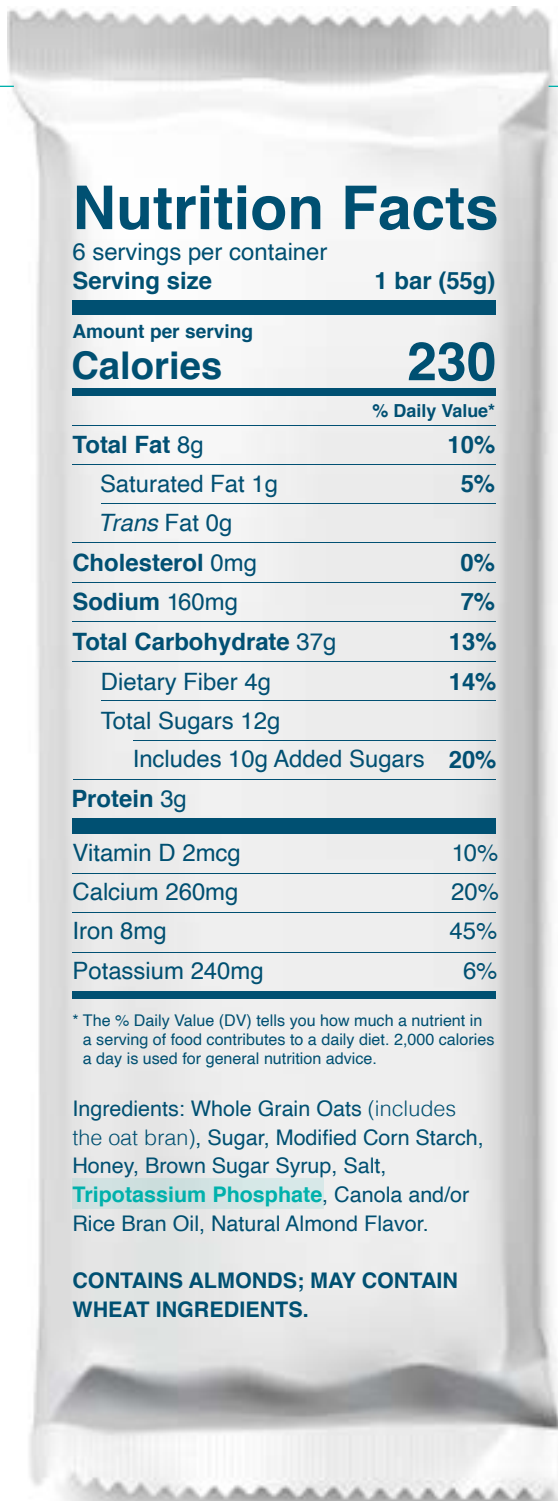 Nutrition Facts
6 servings per container
Serving size 1 bar (55g)
Amount per serving
Calories 230
% Daily Value*
Total Fat 8g 10%
Saturated Fat 1g 5%
Trans Fat 0g
Cholesterol 0mg 0%
Sodium 160mg 7%
Total Carbohydrate 37g 13%
Dietary Fiber 4g 14%
Total Sugars 12g
Includes 10g Added Sugars 20%
Protein 3g
Vitamin D 2mcg 10%
Calcium 260mg 20%
Iron 8mg 45%
Potassium 240mg 6%
* The % Daily Value (DV) tells you how much a nutrient in
a serving of food contributes to a daily diet. 2,000 calories
a day is used for general nutrition advice.
Ingredients: Whole Grain Oats (includes
the oat bran), Sugar, Modified Corn Starch,
Honey, Brown Sugar Syrup, Salt,
Tripotassium Phosphate, Canola and/or
Rice Bran Oil, Natural Almond Flavor.
CONTAINS ALMONDS; MAY CONTAIN
WHEAT INGREDIENTS.